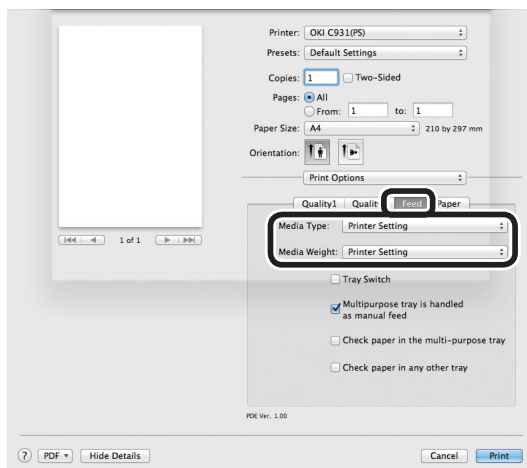 Printer: OKI C931(PS)
Presets: Default Settings
Copies: 1 Two-Sided
Pages: All
From: 1 to: 1
Paper Size: A4 210 by 297 mm
Orientation:
Print Options
Quality1 Qualit Feed Paper
Media Type: Printer Setting
1 of 1
Media Weight: Printer Setting
Tray Switch
Multipurpose tray is handled
as manual feed
Check paper in the multi-purpose tray
Check paper in any other tray
PDE Ver. 1.00
? PDF Hide Details Cancel Print